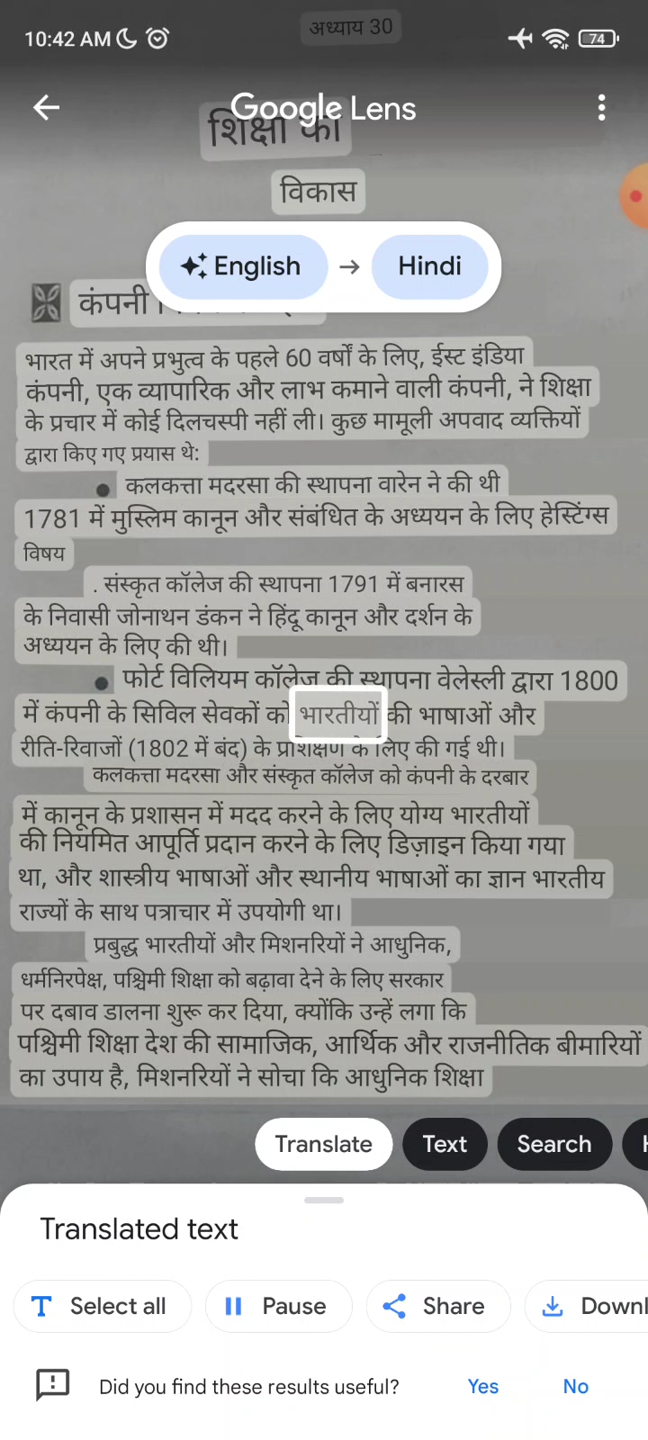 10:42 AM
74
अध्याय 30
Google Lens
शिक्षा का
विकास
English → Hindi
कंपनी
भारत में अपने प्रभुत्व के पहले 60 वर्षों के लिए, ईस्ट इंडिया
कंपनी, एक व्यापारिक और लाभ कमाने वाली कंपनी, ने शिक्षा
के प्रचार में कोई दिलचस्पी नहीं ली। कुछ मामूली अपवाद व्यक्तियों
द्वारा किए गए प्रयास थे:
● कलकत्ता मदरसा की स्थापना वारेन ने की थी
1781 में मुस्लिम कानून और संबंधित के अध्ययन के लिए हेस्टिंग्स
विषय
. संस्कृत कॉलेज की स्थापना 1791 में बनारस
के निवासी जोनाथन डंकन ने हिंदू कानून और दर्शन के
अध्ययन के लिए की थी।
● फोर्ट विलियम कॉलेज की स्थापना वेलेस्ली द्वारा 1800
में कंपनी के सिविल सेवकों को भारतीयों की भाषाओं और
रीति-रिवाजों (1802 में बंद) के प्रशिक्षण के लिए की गई थी।
कलकत्ता मदरसा और संस्कृत कॉलेज को कंपनी के दरबार
में कानून के प्रशासन में मदद करने के लिए योग्य भारतीयों
की नियमित आपूर्ति प्रदान करने के लिए डिज़ाइन किया गया
था, और शास्त्रीय भाषाओं और स्थानीय भाषाओं का ज्ञान भारतीय
राज्यों के साथ पत्राचार में उपयोगी था।
प्रबुद्ध भारतीयों और मिशनरियों ने आधुनिक,
धर्मनिरपेक्ष, पश्चिमी शिक्षा को बढ़ावा देने के लिए सरकार
पर दबाव डालना शुरू कर दिया, क्योंकि उन्हें लगा कि
पश्चिमी शिक्षा देश की सामाजिक, आर्थिक और राजनीतिक बीमारियों
का उपाय है, मिशनरियों ने सोचा कि आधुनिक शिक्षा
Translate Text Search
Translated text
Select all Pause Share Downl
Did you find these results useful? Yes No